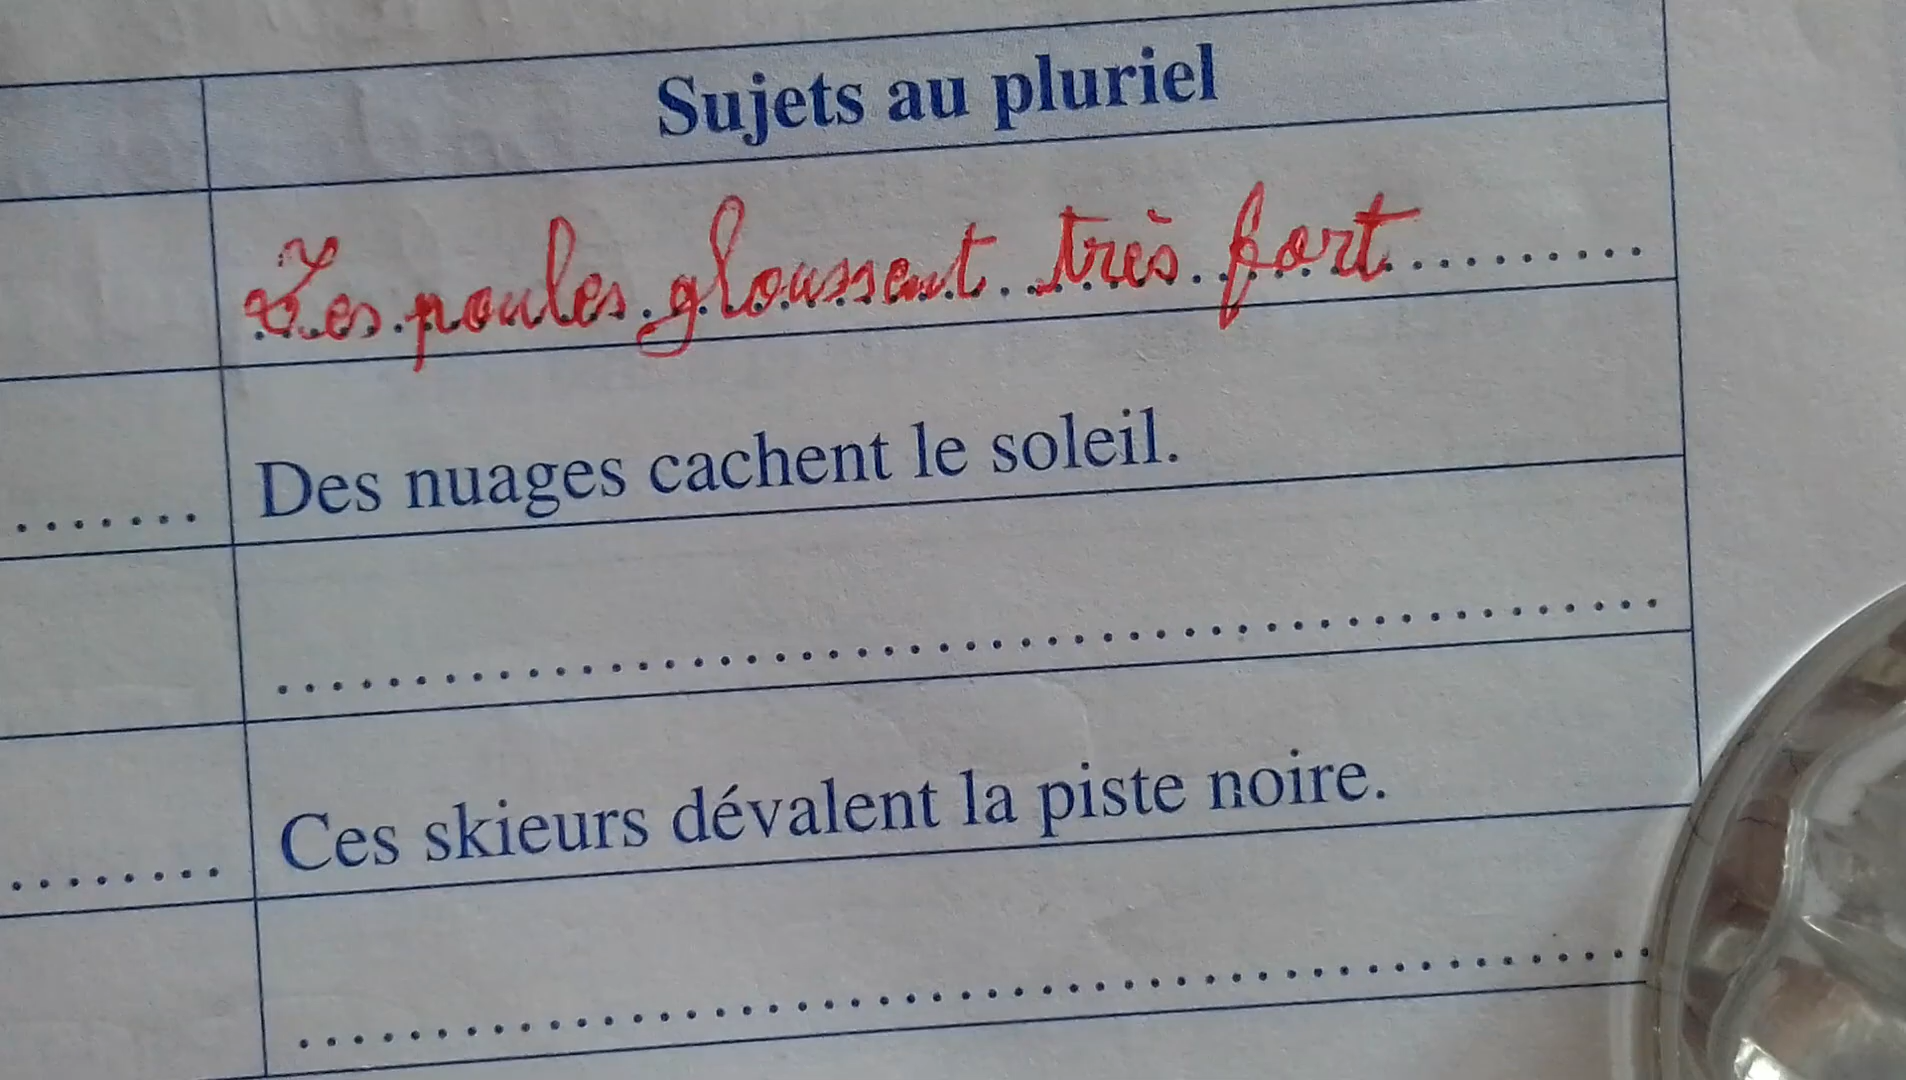 Sujets au pluriel
Les poules gloussent très fort
Des nuages cachent le soleil.
Ces skieurs dévalent la piste noire.